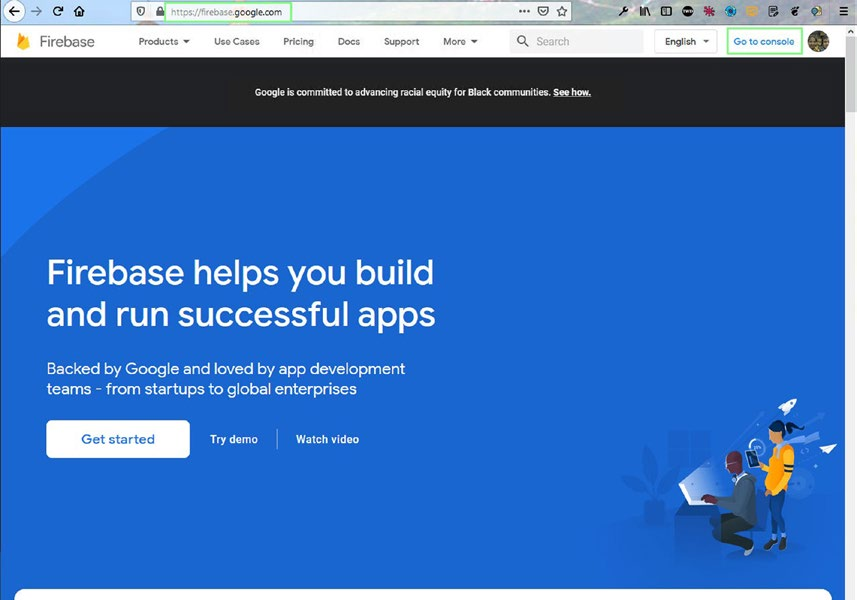 https://firebase.google.com
Firebase
Products
Use Cases
Pricing
Docs
Support
More
Search
English
Go to console
Google is committed to advancing racial equity for Black communities. See how.
Firebase helps you build
and run successful apps
Backed by Google and loved by app development
teams - from startups to global enterprises
Get started
Try demo
Watch video